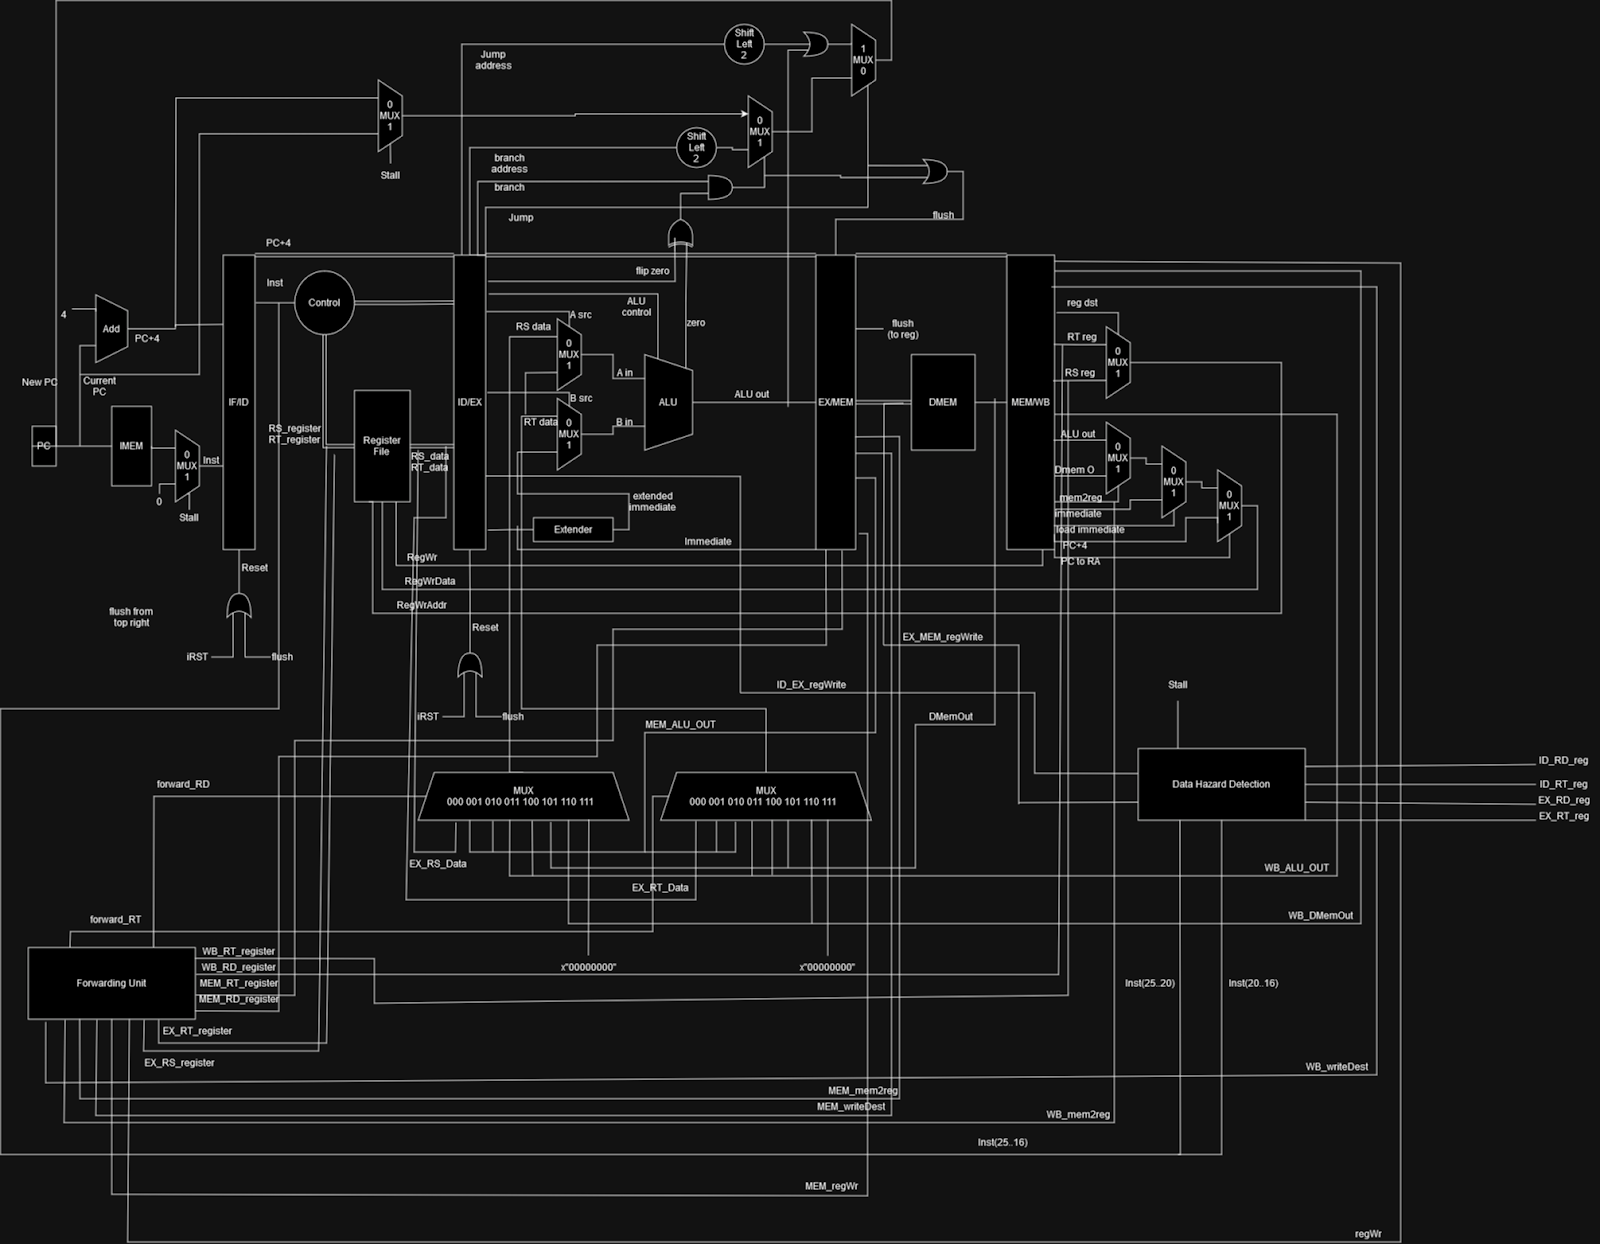 Shift
Left
2
1
MUX
0
Jump
address
0
MUX
1
Stall
0
MUX
1
Shift
Left
2
branch
address
branch
Jump
flush
PC+4
Inst
Control
flip zero
ALU
control
zero
4
Add
PC+4
A src
RS data
0
MUX
1
A in
ALU
ALU out
B src
RT data
0
MUX
1
B in
flush
(to reg)
DMEM
reg dst
RT reg
RS reg
0
MUX
1
New PC
Current
PC
PC
IMEM
0
MUX
1
Inst
0
Stall
IF/ID
ID/EX
EX/MEM
MEM/WB
RS_register
RT_register
Register
File
RS_data
RT_data
ALU out
Dmem O
mem2reg
immediate
load immediate
PC+4
PC to RA
0
MUX
1
0
MUX
1
0
MUX
1
extended
immediate
Extender
Immediate
RegWr
RegWrData
RegWrAddr
Reset
flush from
top right
iRST
flush
Reset
iRST
flush
EX_MEM_regWrite
ID_EX_regWrite
DMemOut
MEM_ALU_OUT
Stall
Data Hazard Detection
ID_RD_reg
ID_RT_reg
EX_RD_reg
EX_RT_reg
forward_RD
MUX
000 001 010 011 100 101 110 111
MUX
000 001 010 011 100 101 110 111
EX_RS_Data
EX_RT_Data
WB_ALU_OUT
WB_DMemOut
forward_RT
Forwarding Unit
WB_RT_register
WB_RD_register
MEM_RT_register
MEM_RD_register
EX_RT_register
EX_RS_register
x"00000000"
x"00000000"
Inst(25..20)
Inst(20..16)
WB_writeDest
MEM_mem2reg
MEM_writeDest
WB_mem2reg
Inst(25..16)
MEM_regWr
regWr